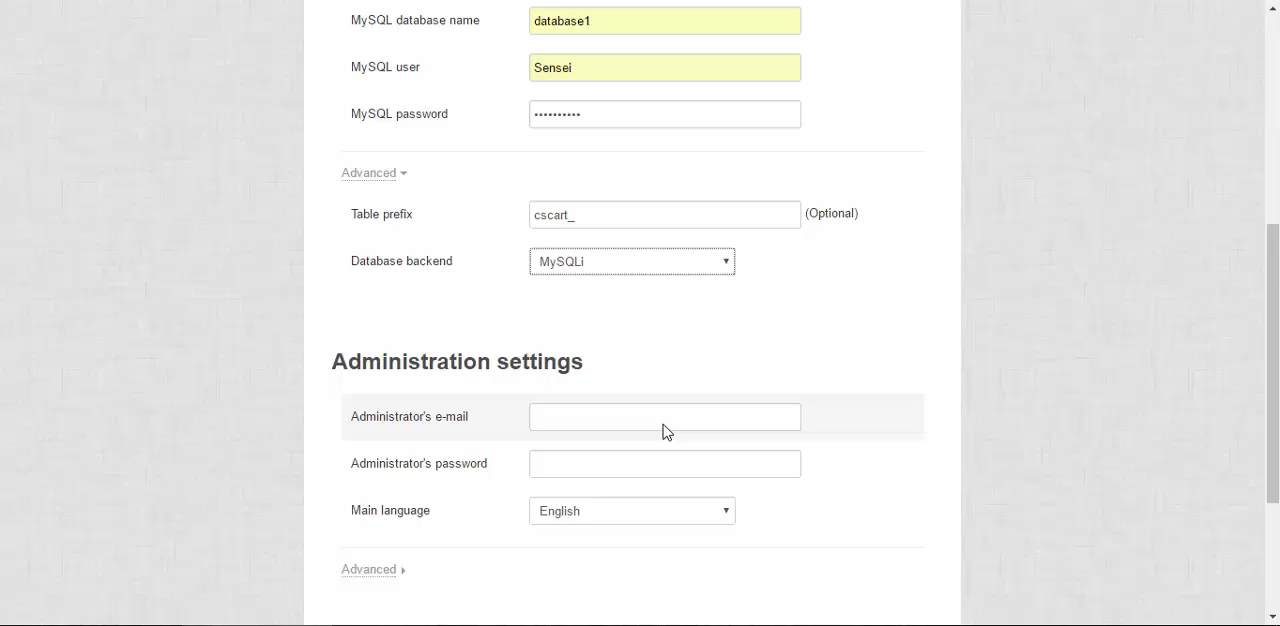 MySQL database name database1
MySQL user Sensei
MySQL password ••••••••••
Advanced
Table prefix cscart_ (Optional)
Database backend MySQLi
Administration settings
Administrator's e-mail
Administrator's password
Main language English
Advanced